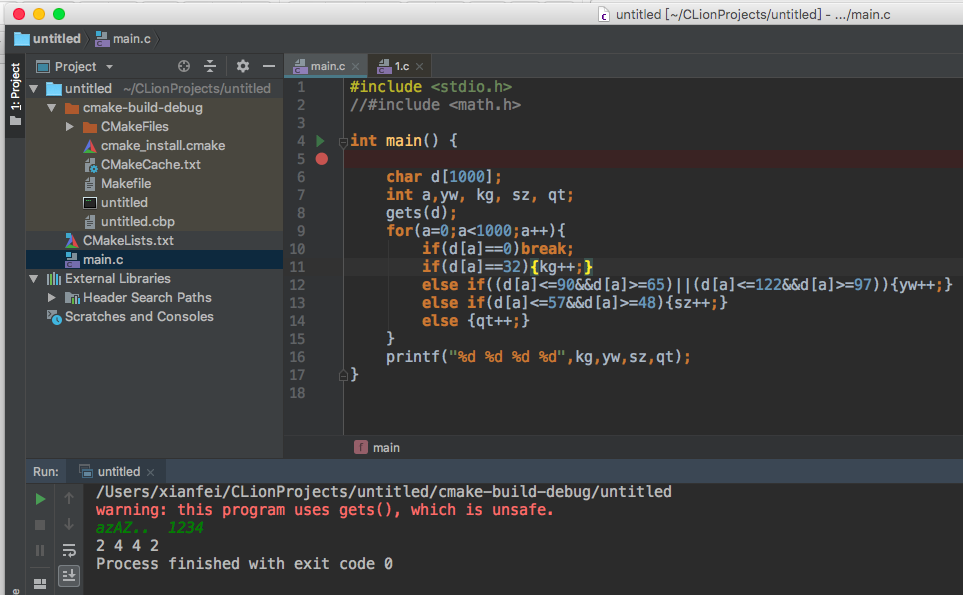 untitled [~/CLionProjects/untitled] - .../main.c
untitled main.c
1: Project
Project
main.c
1.c
untitled ~/CLionProjects/untitled
cmake-build-debug
CMakeFiles
cmake_install.cmake
CMakeCache.txt
Makefile
untitled
untitled.cbp
CMakeLists.txt
main.c
External Libraries
Header Search Paths
Scratches and Consoles
1 #include <stdio.h>
2 //#include <math.h>
3
4 int main() {
5
6 char d[1000];
7 int a,yw, kg, sz, qt;
8 gets(d);
9 for(a=0;a<1000;a++){
10 if(d[a]==0)break;
11 if(d[a]==32){kg++;}
12 else if((d[a]<=90&&d[a]>=65)||(d[a]<=122&&d[a]>=97)){yw++;}
13 else if(d[a]<=57&&d[a]>=48){sz++;}
14 else {qt++;}
15 }
16 printf("%d %d %d %d",kg,yw,sz,qt);
17 }
18
f main
Run: untitled
/Users/xianfei/CLionProjects/untitled/cmake-build-debug/untitled
warning: this program uses gets(), which is unsafe.
azAZ..  1234
2 4 4 2
Process finished with exit code 0